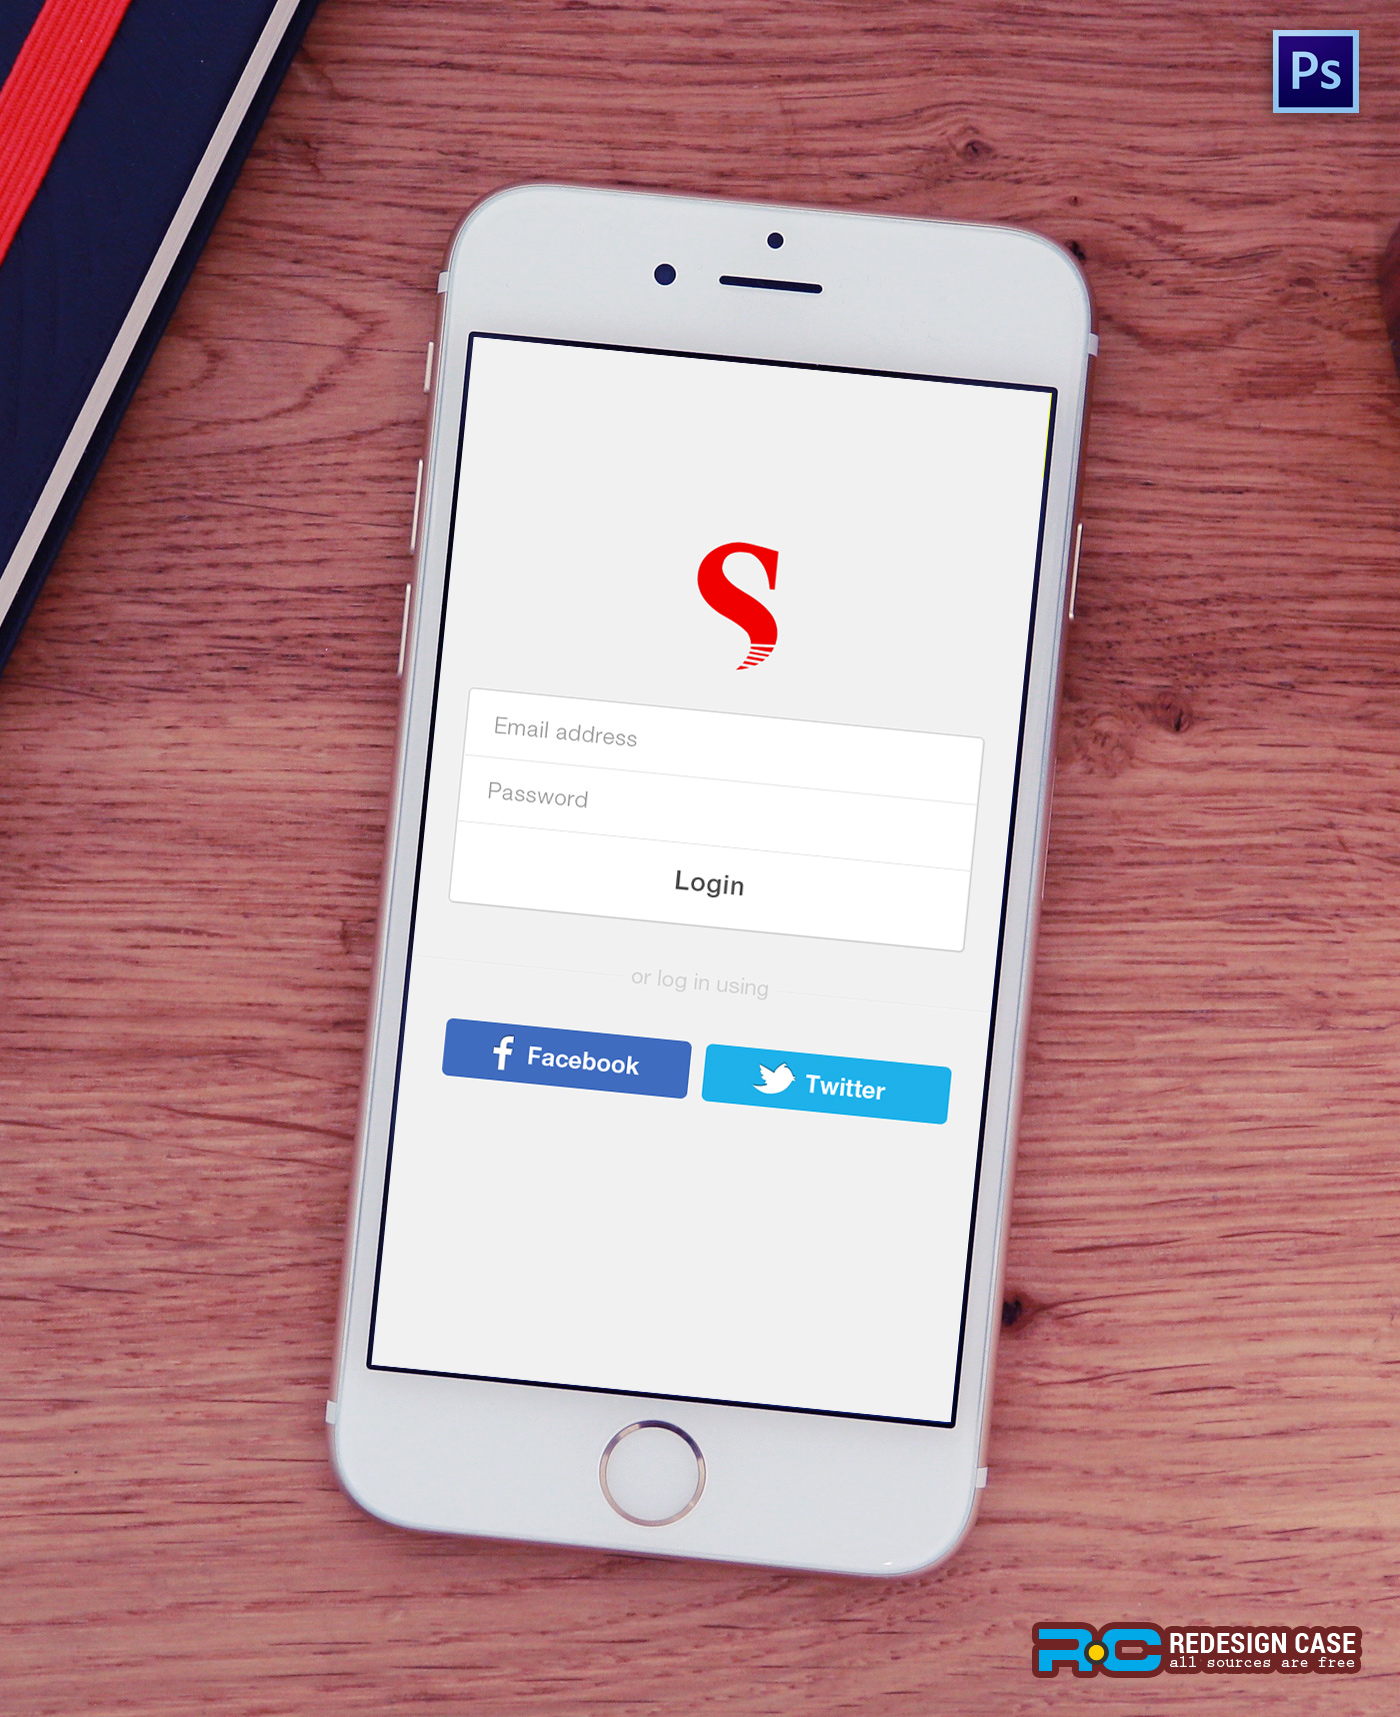 Ps
S
Email address
Password
Login
or log in using
f Facebook
Twitter
RC REDESIGN CASE
all sources are free